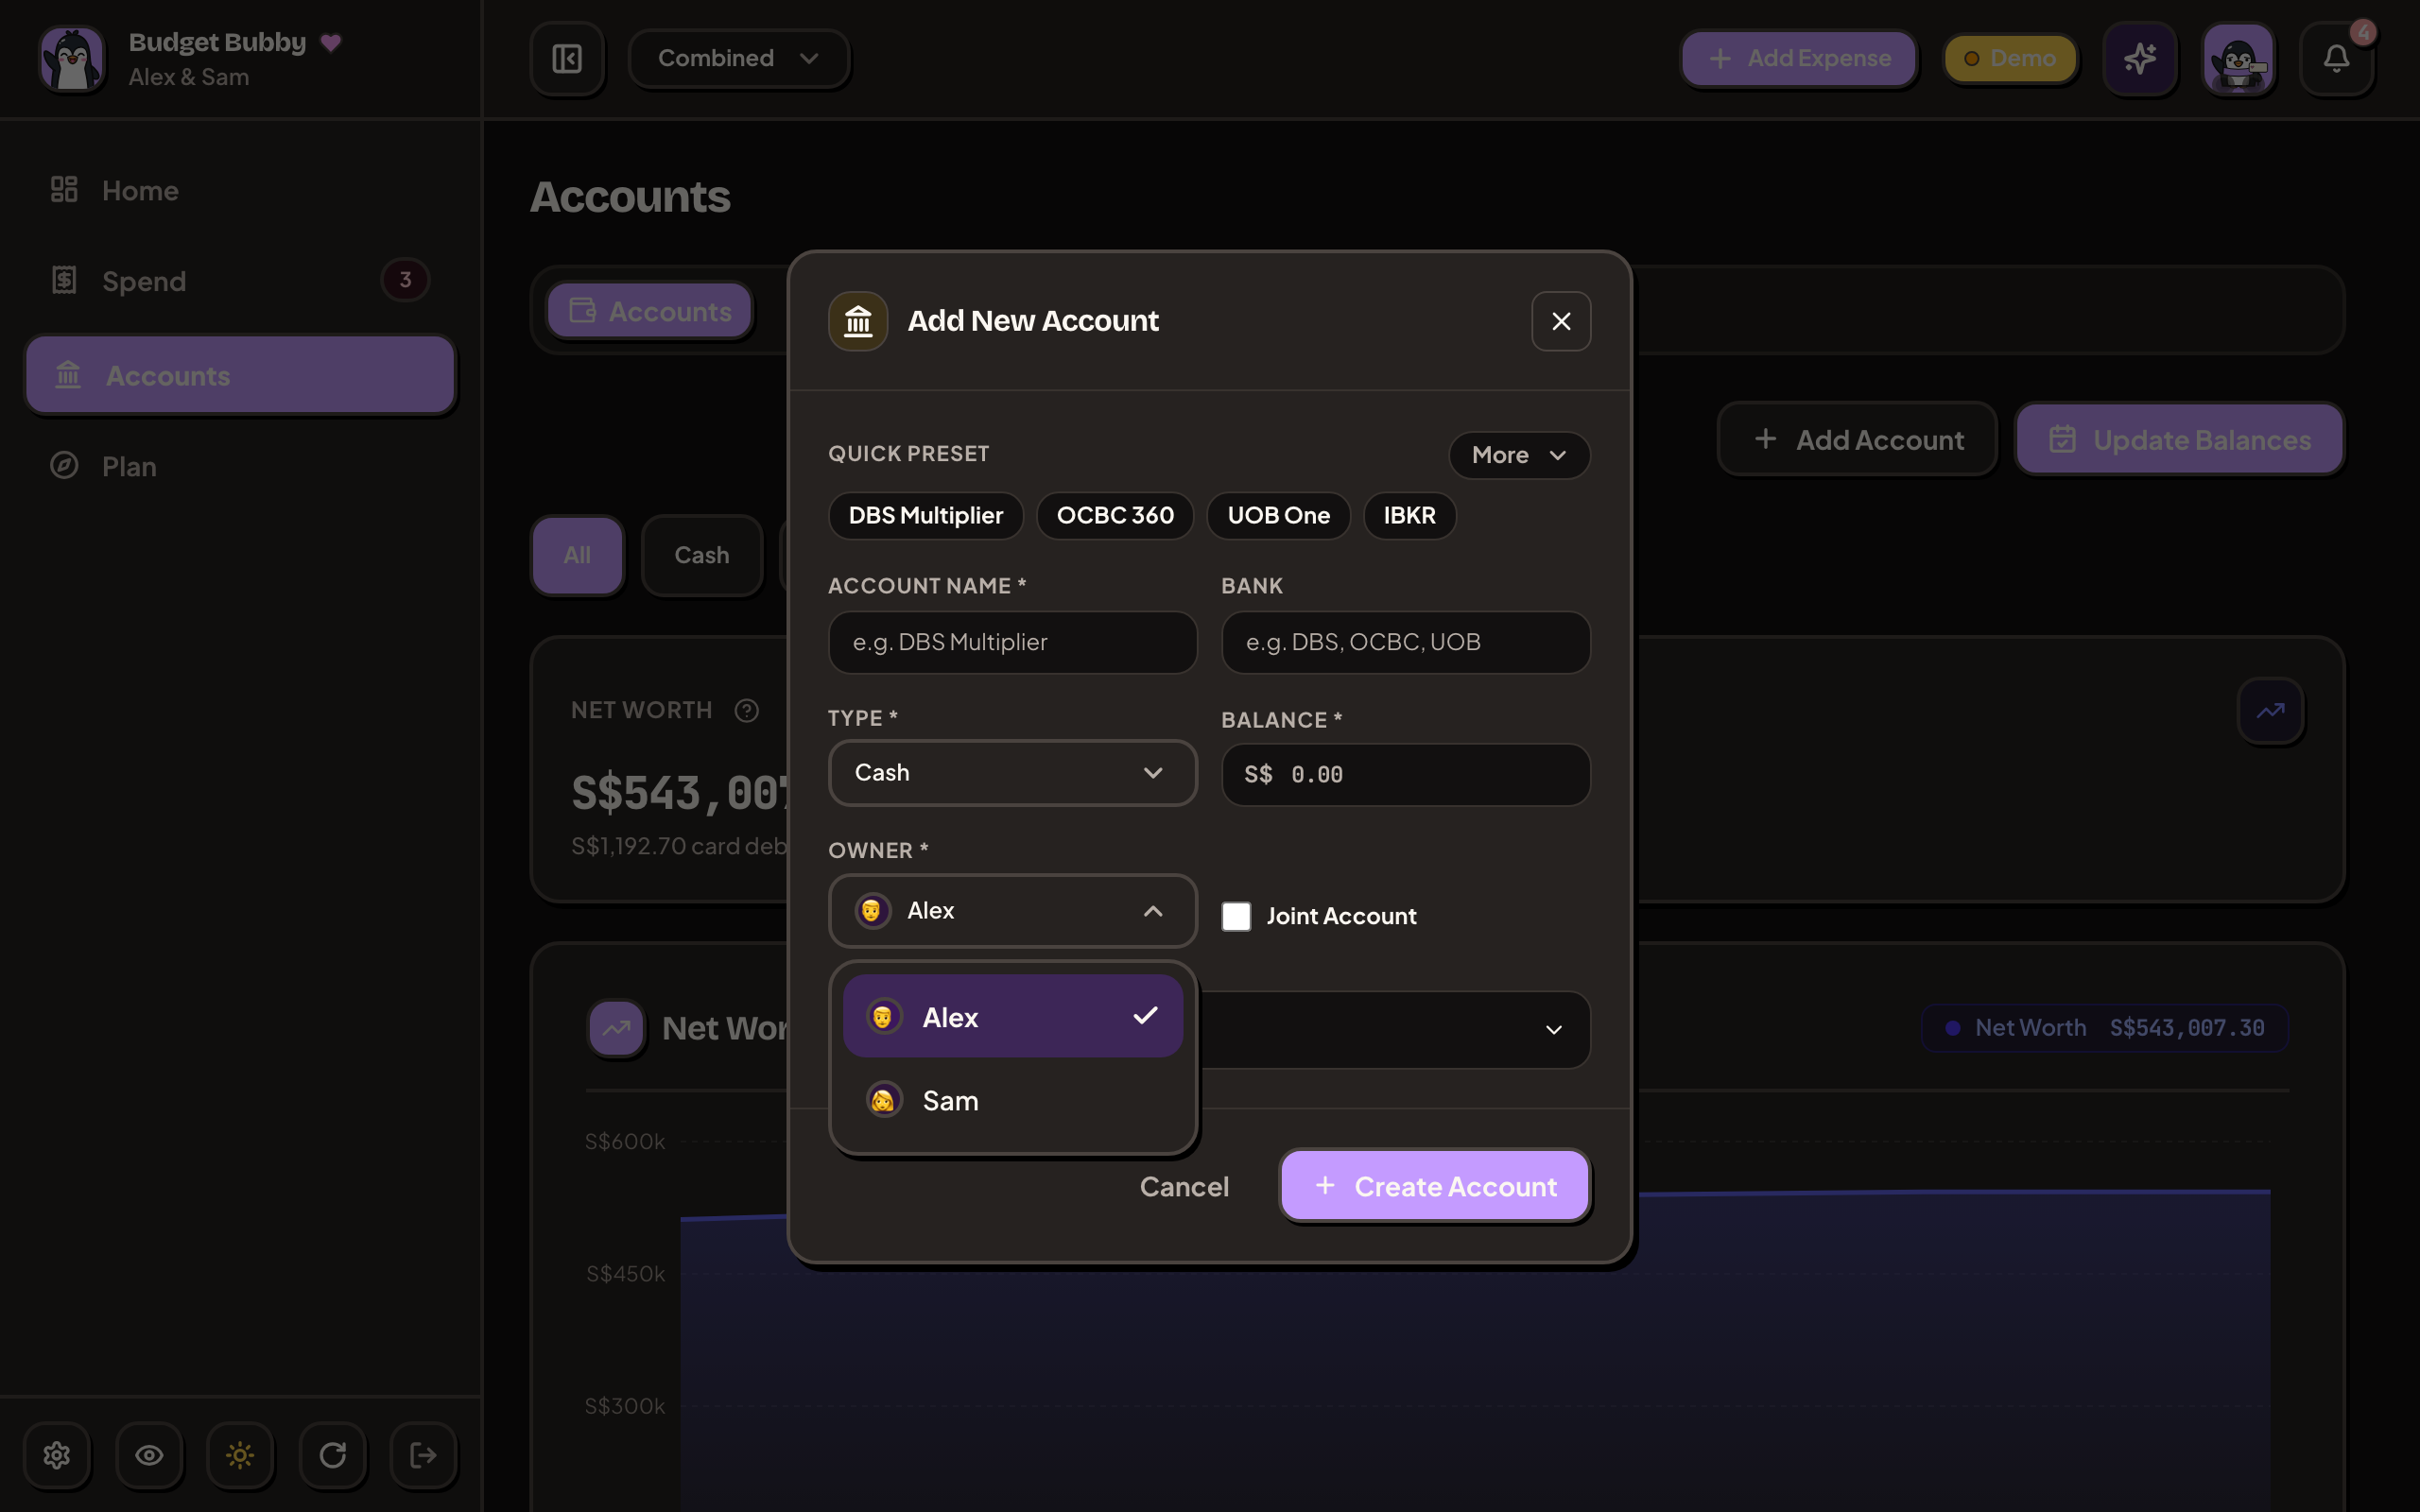 Budget Bubby
Alex & Sam
Combined
Add Expense
Demo
4
Home
Spend
3
Accounts
Plan
Accounts
Accounts
Add Account
Update Balances
All
Cash
NET WORTH
S$543,007
S$1,192.70 card deb
Net Wor
Net Worth S$543,007.30
S$600k
S$450k
S$300k
Add New Account
QUICK PRESET
More
DBS Multiplier
OCBC 360
UOB One
IBKR
ACCOUNT NAME *
BANK
e.g. DBS Multiplier
e.g. DBS, OCBC, UOB
TYPE *
BALANCE *
Cash
S$ 0.00
OWNER *
Alex
Joint Account
Alex
Sam
Cancel
Create Account